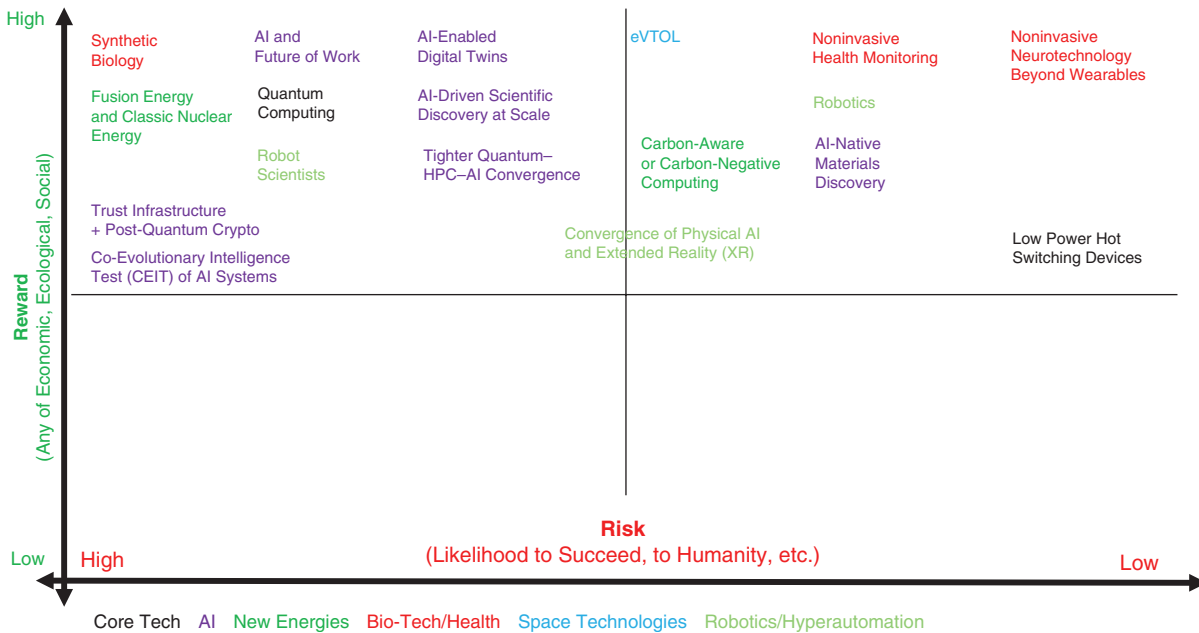 High
Synthetic
Biology
AI and
Future of Work
AI-Enabled
Digital Twins
eVTOL
Noninvasive
Health Monitoring
Noninvasive
Neurotechnology
Beyond Wearables
Fusion Energy
and Classic Nuclear
Energy
Quantum
Computing
AI-Driven Scientific
Discovery at Scale
Robotics
Robot
Scientists
Tighter Quantum–
HPC–AI Convergence
Carbon-Aware
or Carbon-Negative
Computing
AI-Native
Materials
Discovery
Trust Infrastructure
+ Post-Quantum Crypto
Convergence of Physical AI
and Extended Reality (XR)
Low Power Hot
Switching Devices
Co-Evolutionary Intelligence
Test (CEIT) of AI Systems
Reward
(Any of Economic, Ecological, Social)
Risk
(Likelihood to Succeed, to Humanity, etc.)
Low
High
Low
Core Tech AI New Energies Bio-Tech/Health Space Technologies Robotics/Hyperautomation